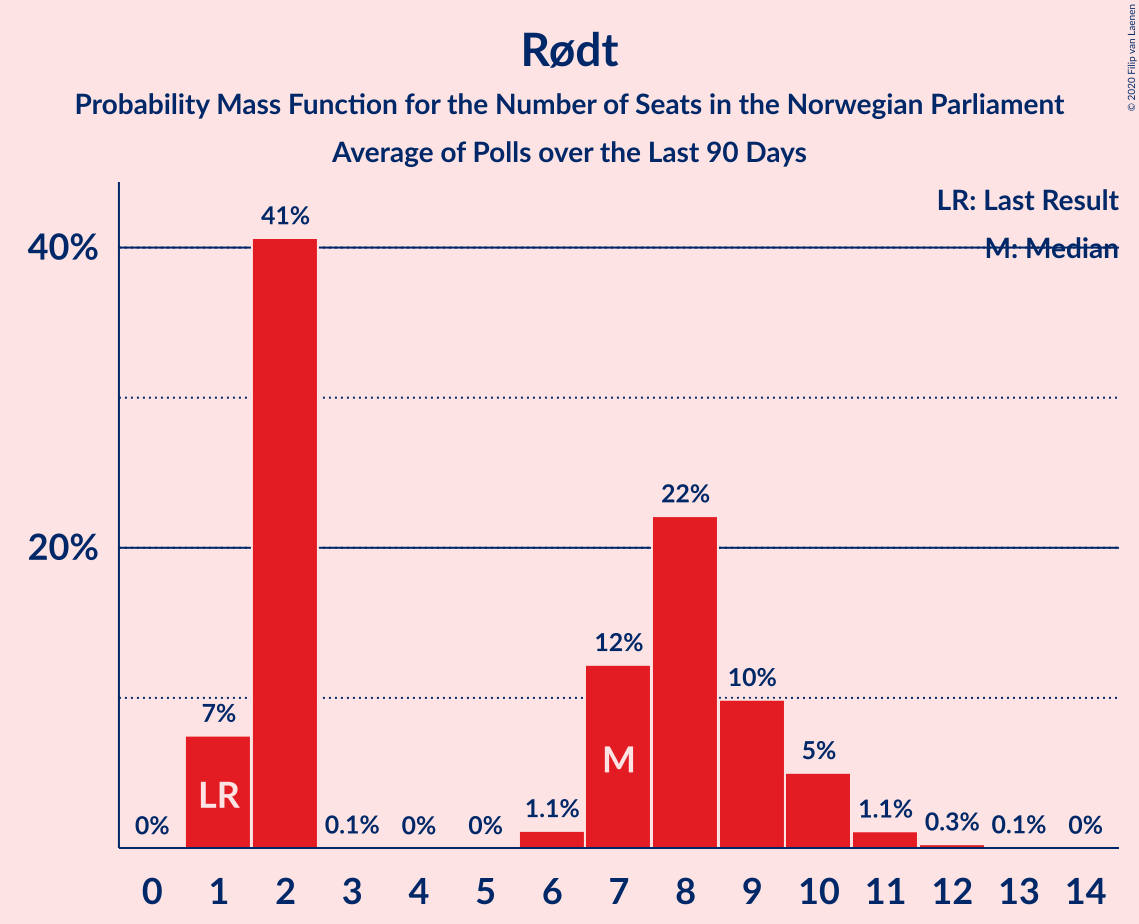 Rødt
Probability Mass Function for the Number of Seats in the Norwegian Parliament
Average of Polls over the Last 90 Days
© 2020 Filip van Laenen
LR: Last Result
M: Median
40%
20%
41%
22%
12%
10%
7%
5%
0%
0.1%
0%
0%
1.1%
1.1%
0.3%
0.1%
0%
LR
M
0 1 2 3 4 5 6 7 8 9 10 11 12 13 14